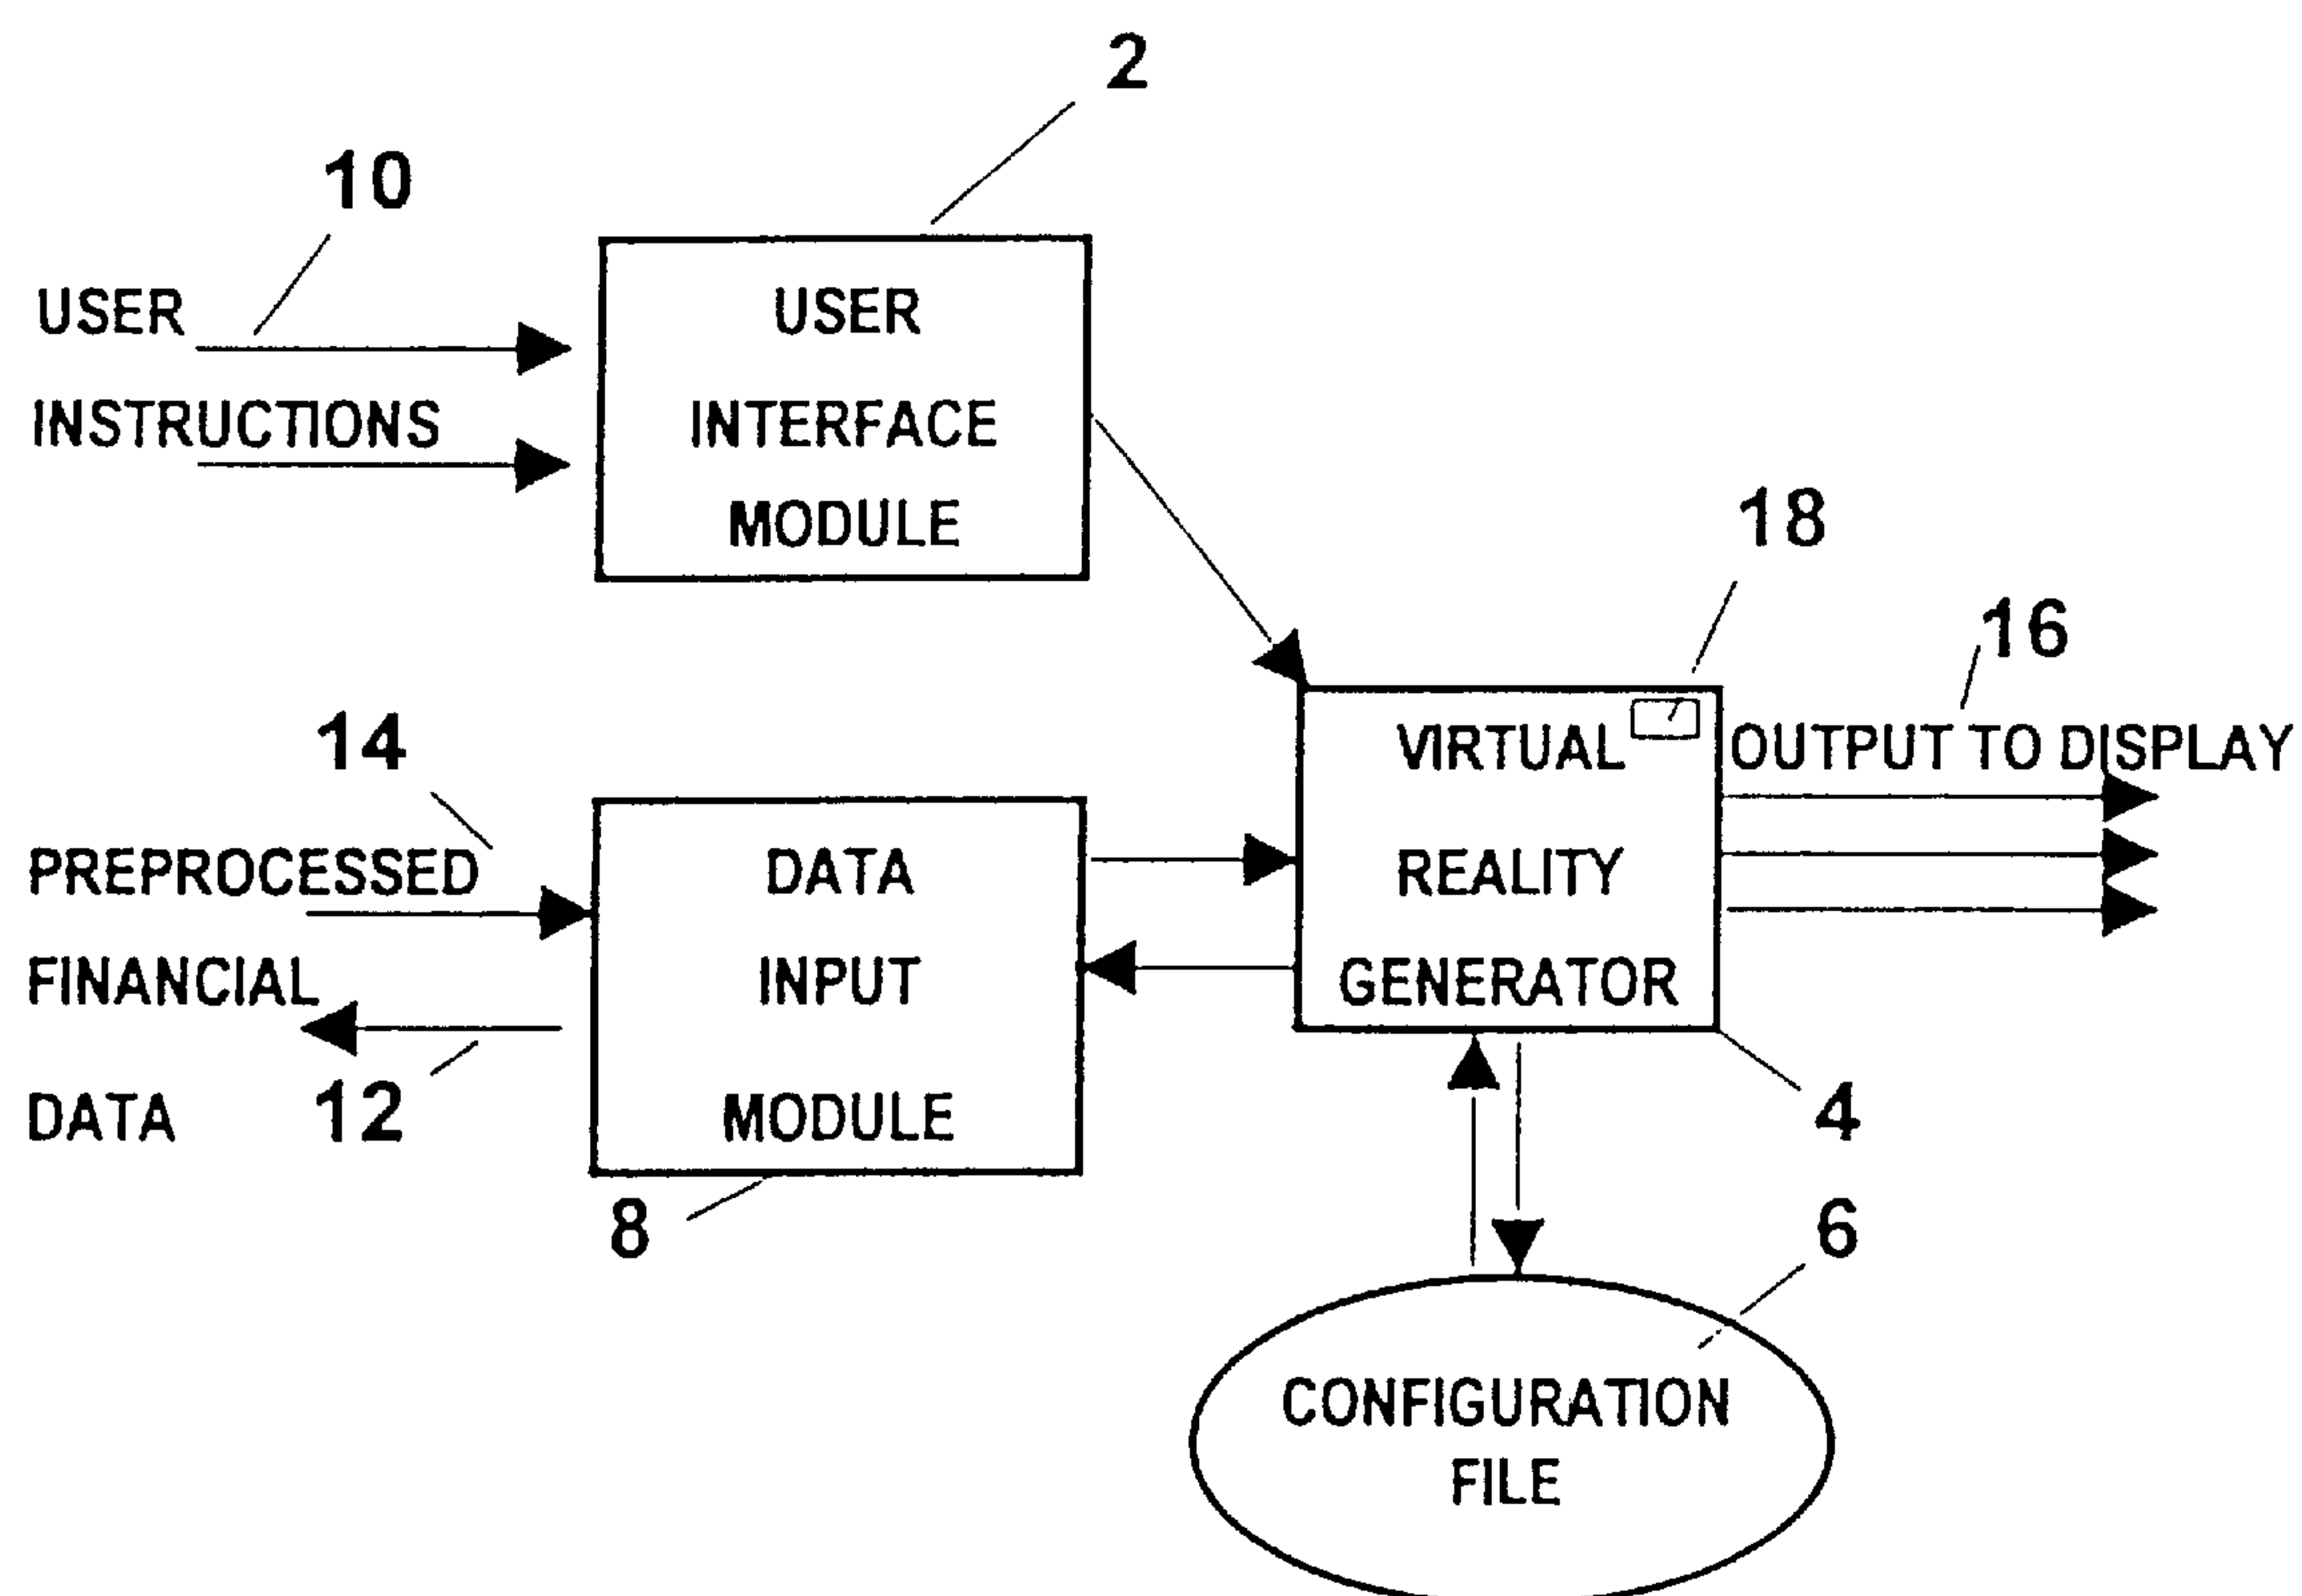 2
10
USER
INSTRUCTIONS
USER
INTERFACE
MODULE
18
16
14
PREPROCESSED
FINANCIAL
DATA
12
DATA
INPUT
MODULE
8
VIRTUAL
REALITY
GENERATOR
OUTPUT TO DISPLAY
4
6
CONFIGURATION
FILE